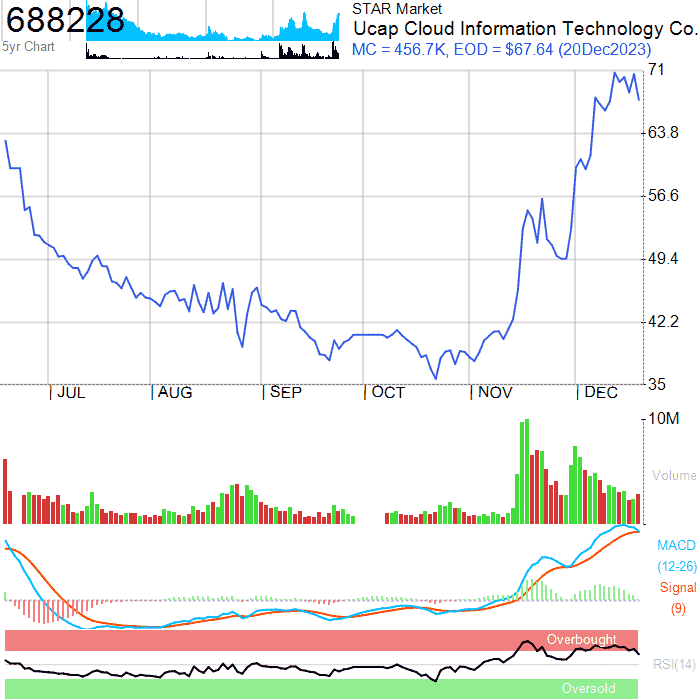 688228
5yr Chart
STAR Market
Ucap Cloud Information Technology Co.
MC = 456.7K, EOD = $67.64 (20Dec2023)
71
63.8
56.6
49.4
42.2
35
| JUL | AUG | SEP | OCT | NOV | DEC
10M
Volume
MACD
(12-26)
Signal
(9)
Overbought
RSI(14)
Oversold